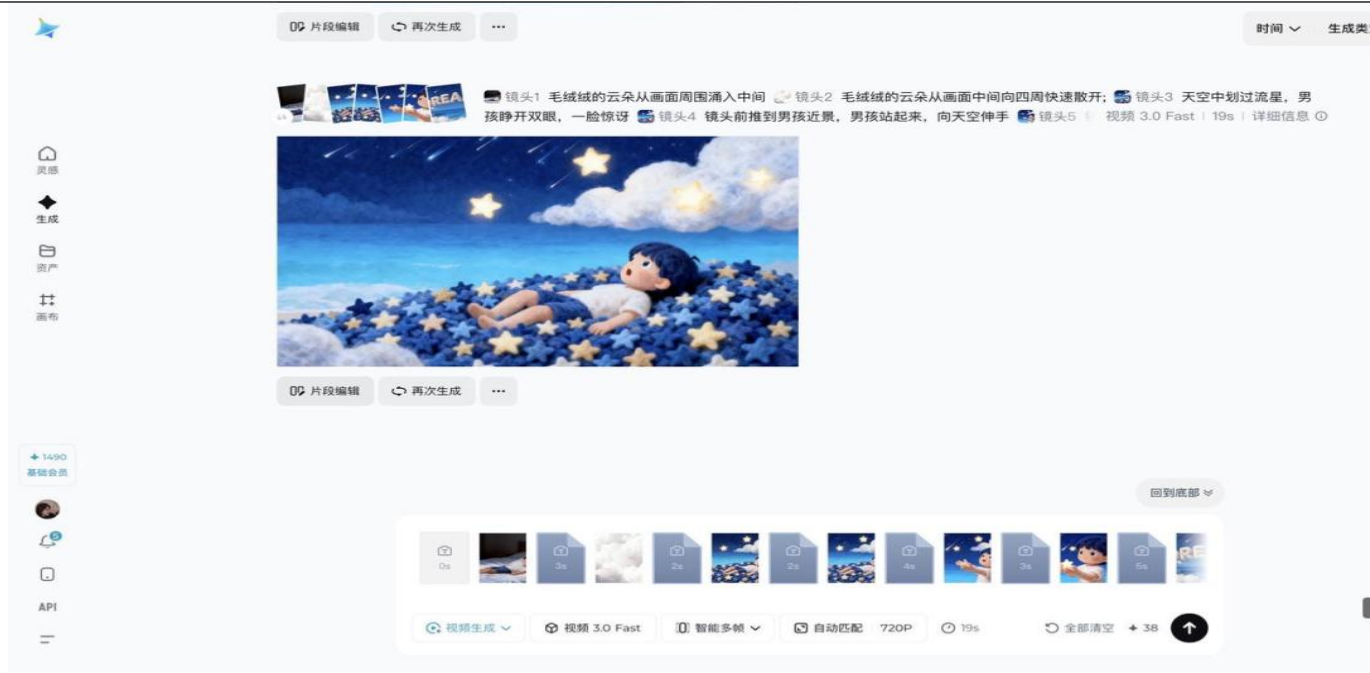 片段编辑 再次生成 ...
时间 生成类
REA
镜头1 毛绒绒的云朵从画面周围涌入中间 镜头2 毛绒绒的云朵从画面中间向四周快速散开; 镜头3 天空中划过流星，男
孩睁开双眼，一脸惊讶 镜头4 镜头前推到男孩近景，男孩站起来，向天空伸手 镜头5 视频 3.0 Fast 19s 详细信息
灵感
生成
资产
画布
片段编辑 再次生成 ...
1490
基础会员
5
API
回到底部
0s 3s 2s 2s 4s 3s 5s RE
视频生成 视频 3.0 Fast 智能多帧 自动匹配 720P 19s 全部清空 38